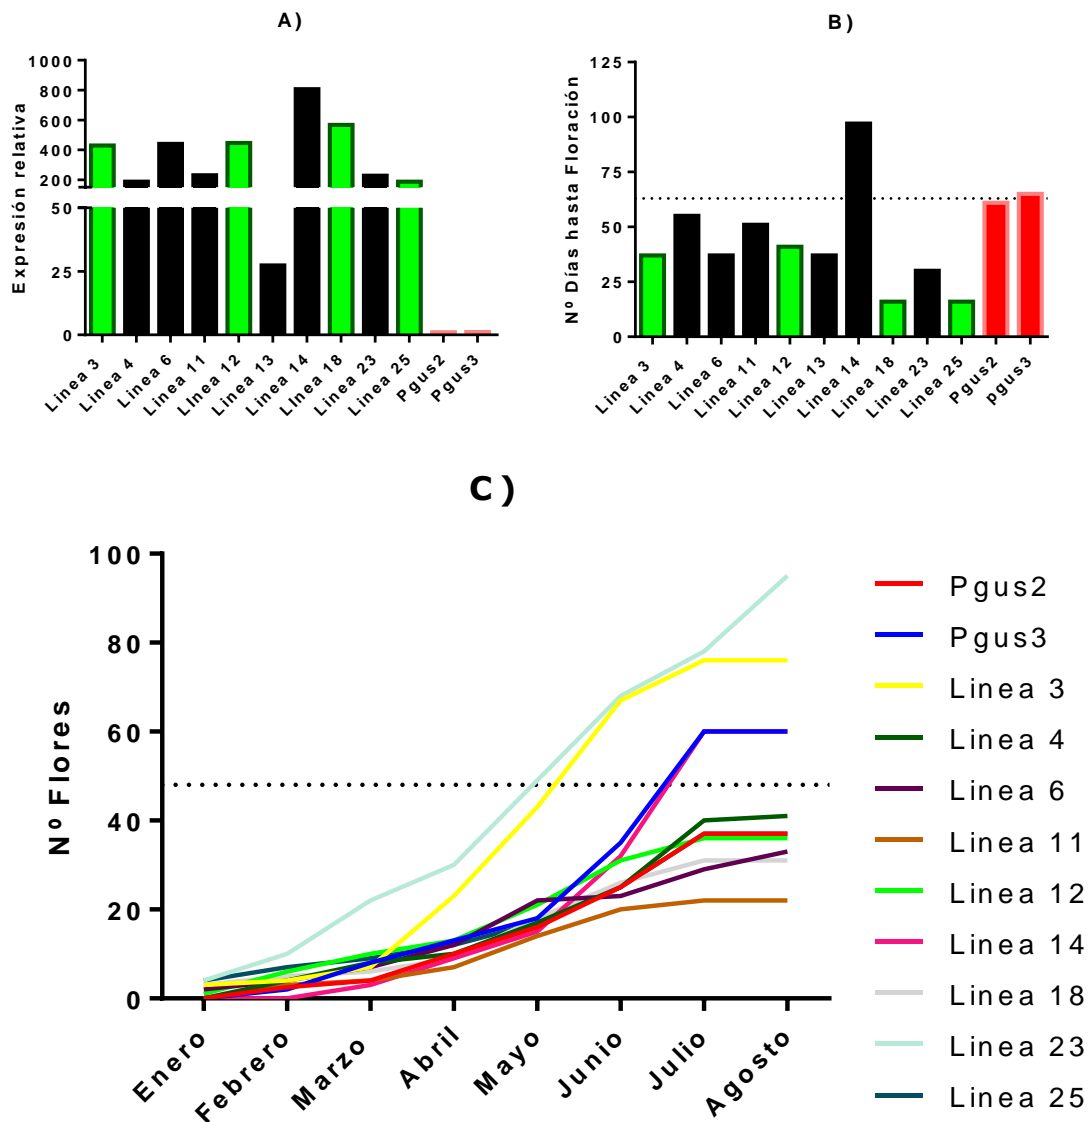 A)
Expresión relativa
1000
800
600
400
200
50
25
0
Linea 3
Linea 4
Linea 6
Linea 11
Linea 12
Linea 13
Linea 14
Linea 18
Linea 23
Linea 25
Pgus2
Pgus3
B)
Nº Días hasta Floración
125
100
75
50
25
0
Linea 3
Linea 4
Linea 6
Linea 11
Linea 12
Linea 13
Linea 14
Linea 18
Linea 23
Linea 25
Pgus2
pgus3
C)
Nº Flores
100
80
60
40
20
0
Enero
Febrero
Marzo
Abril
Mayo
Junio
Julio
Agosto
Pgus2
Pgus3
Linea 3
Linea 4
Linea 6
Linea 11
Linea 12
Linea 14
Linea 18
Linea 23
Linea 25